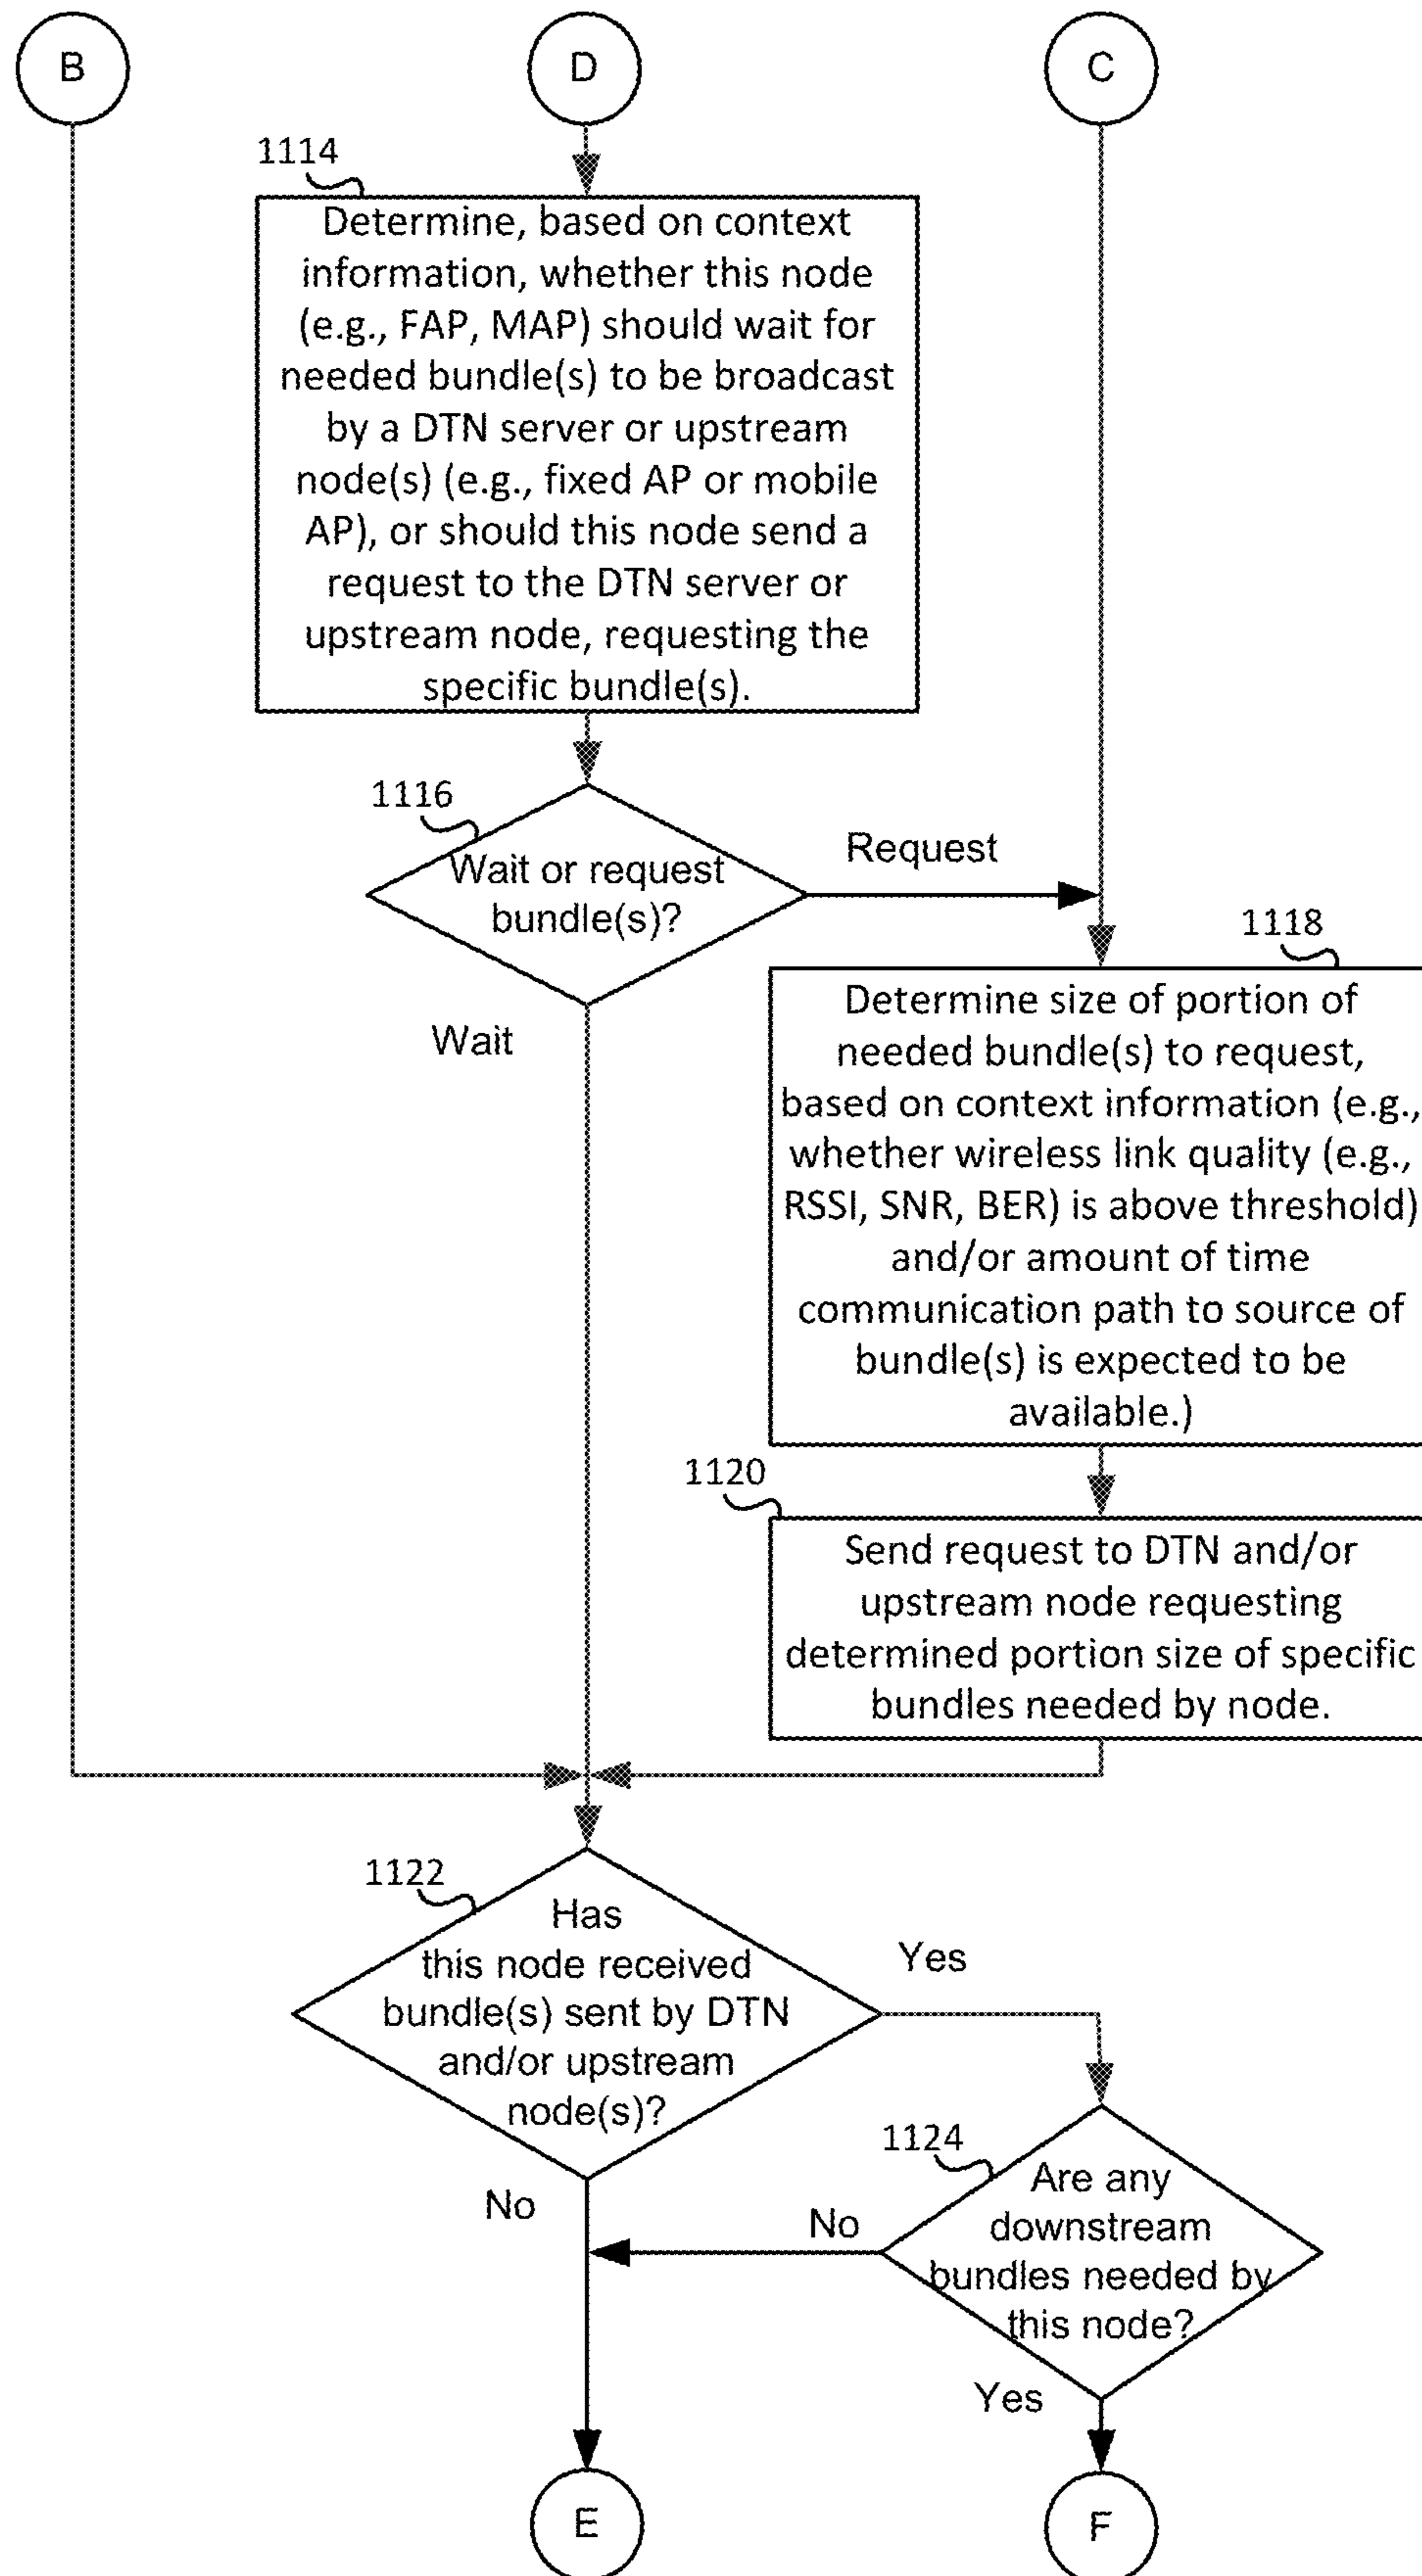 B
D
C
1114
Determine, based on context
information, whether this node
(e.g., FAP, MAP) should wait for
needed bundle(s) to be broadcast
by a DTN server or upstream
node(s) (e.g., fixed AP or mobile
AP), or should this node send a
request to the DTN server or
upstream node, requesting the
specific bundle(s).
1116
Wait or request
bundle(s)?
Request
Wait
1118
Determine size of portion of
needed bundle(s) to request,
based on context information (e.g.,
whether wireless link quality (e.g.,
RSSI, SNR, BER) is above threshold)
and/or amount of time
communication path to source of
bundle(s) is expected to be
available.)
1120
Send request to DTN and/or
upstream node requesting
determined portion size of specific
bundles needed by node.
1122
Has
this node received
bundle(s) sent by DTN
and/or upstream
node(s)?
Yes
No
1124
Are any
downstream
bundles needed by
this node?
No
Yes
E
F